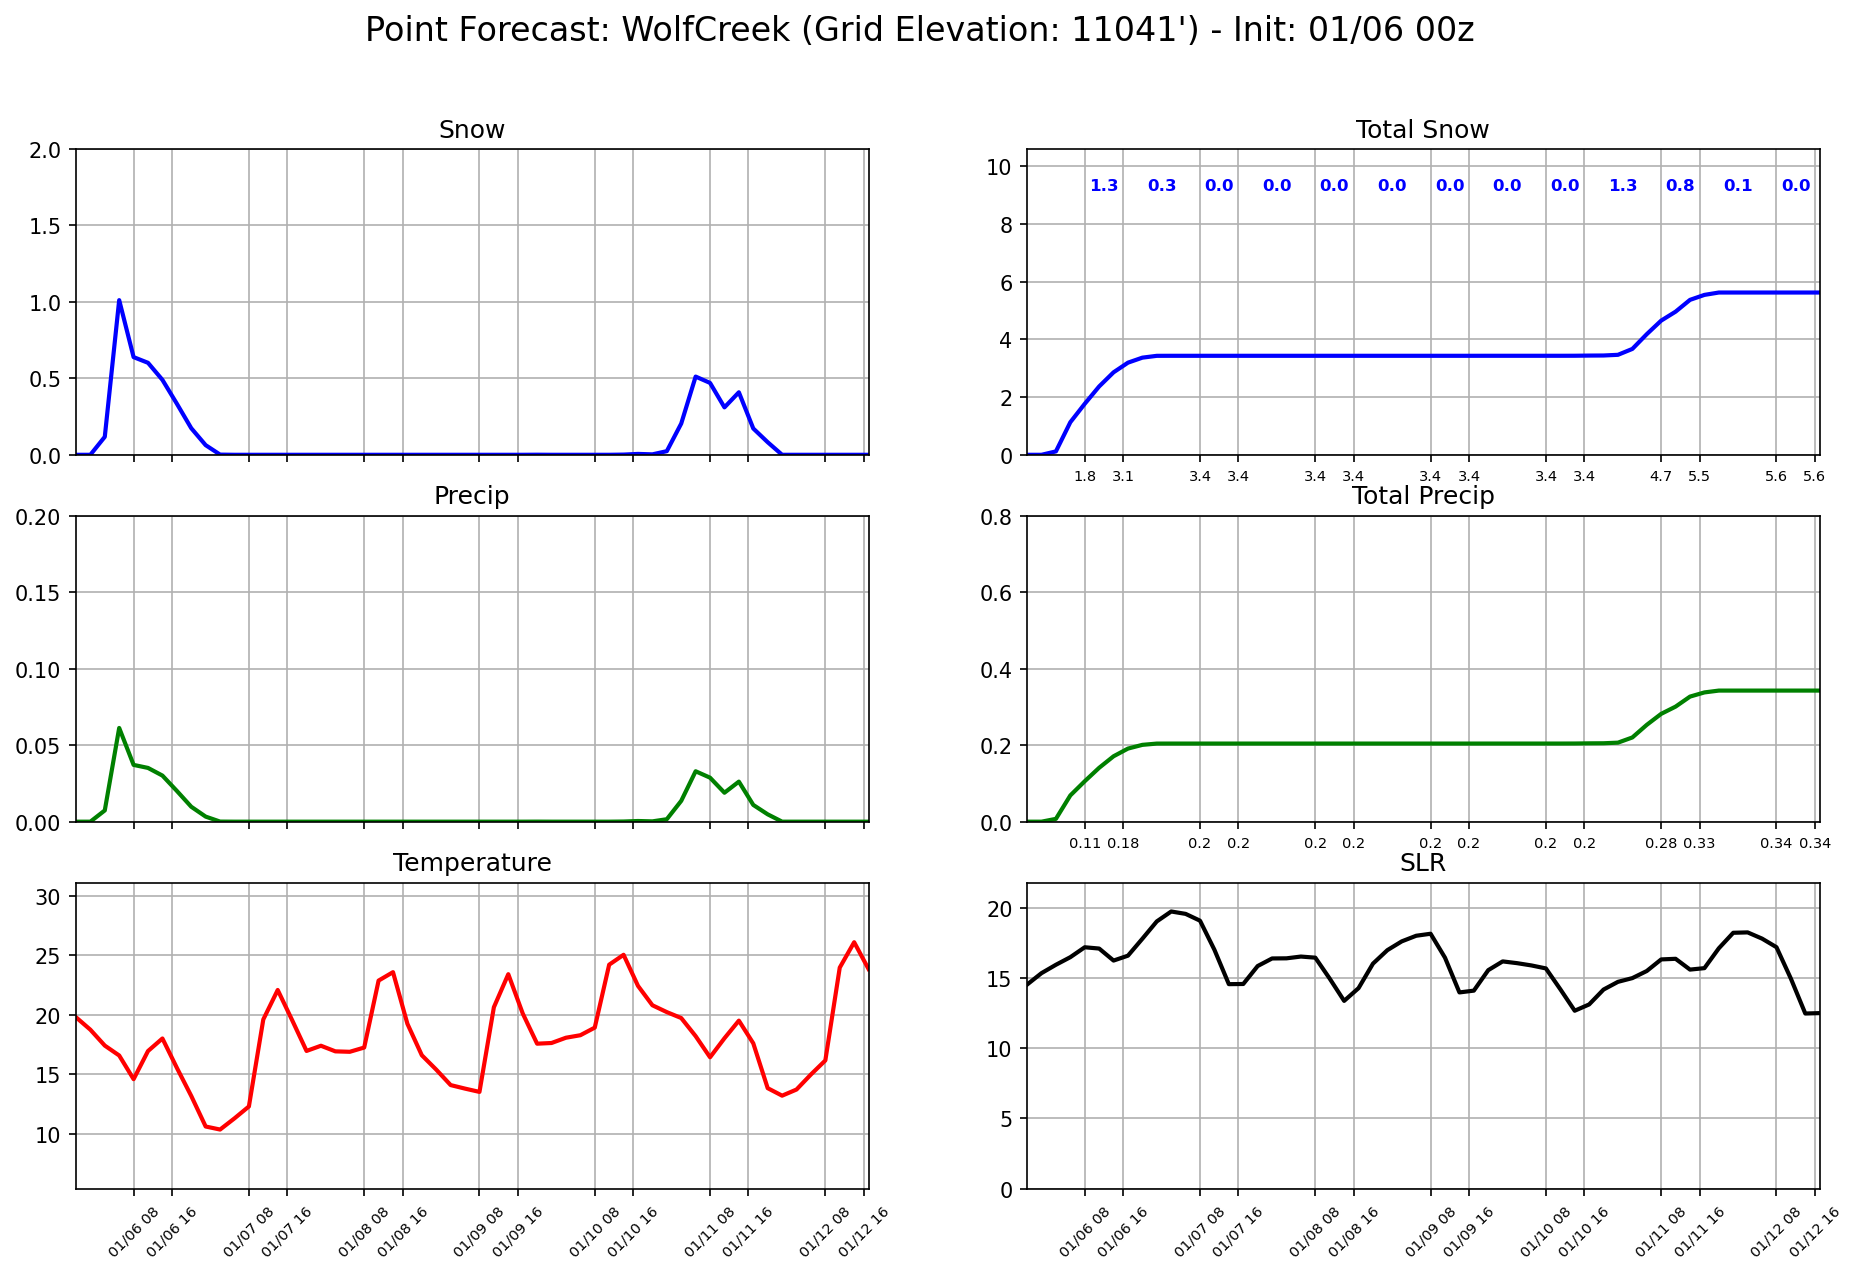 Point Forecast: WolfCreek (Grid Elevation: 11041') - Init: 01/06 00z
Snow
2.0
1.5
1.0
0.5
0.0
Total Snow
10
8
6
4
2
0
1.3 0.3 0.0 0.0 0.0 0.0 0.0 0.0 0.0 1.3 0.8 0.1 0.0
1.8 3.1 3.4 3.4 3.4 3.4 3.4 3.4 3.4 3.4 4.7 5.5 5.6 5.6
Precip
0.20
0.15
0.10
0.05
0.00
Total Precip
0.8
0.6
0.4
0.2
0.0
0.11 0.18 0.2 0.2 0.2 0.2 0.2 0.2 0.2 0.2 0.28 0.33 0.34 0.34
Temperature
30
25
20
15
10
01/06 08 01/06 16 01/07 08 01/07 16 01/08 08 01/08 16 01/09 08 01/09 16 01/10 08 01/10 16 01/11 08 01/11 16 01/12 08 01/12 16
SLR
20
15
10
5
0
01/06 08 01/06 16 01/07 08 01/07 16 01/08 08 01/08 16 01/09 08 01/09 16 01/10 08 01/10 16 01/11 08 01/11 16 01/12 08 01/12 16